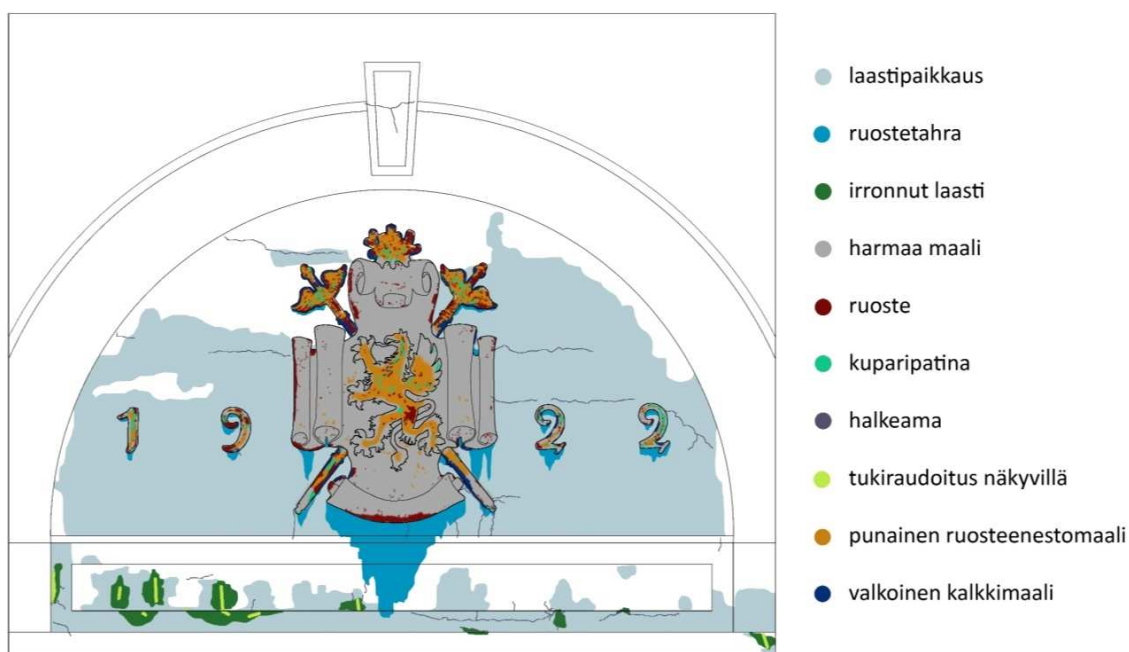 laastipaikkaus
ruostetahra
irronnut laasti
harmaa maali
ruoste
kuparipatina
1 9 2 2
halkeama
tukiraudoitus näkyvillä
punainen ruosteenestomaali
valkoinen kalkkimaali